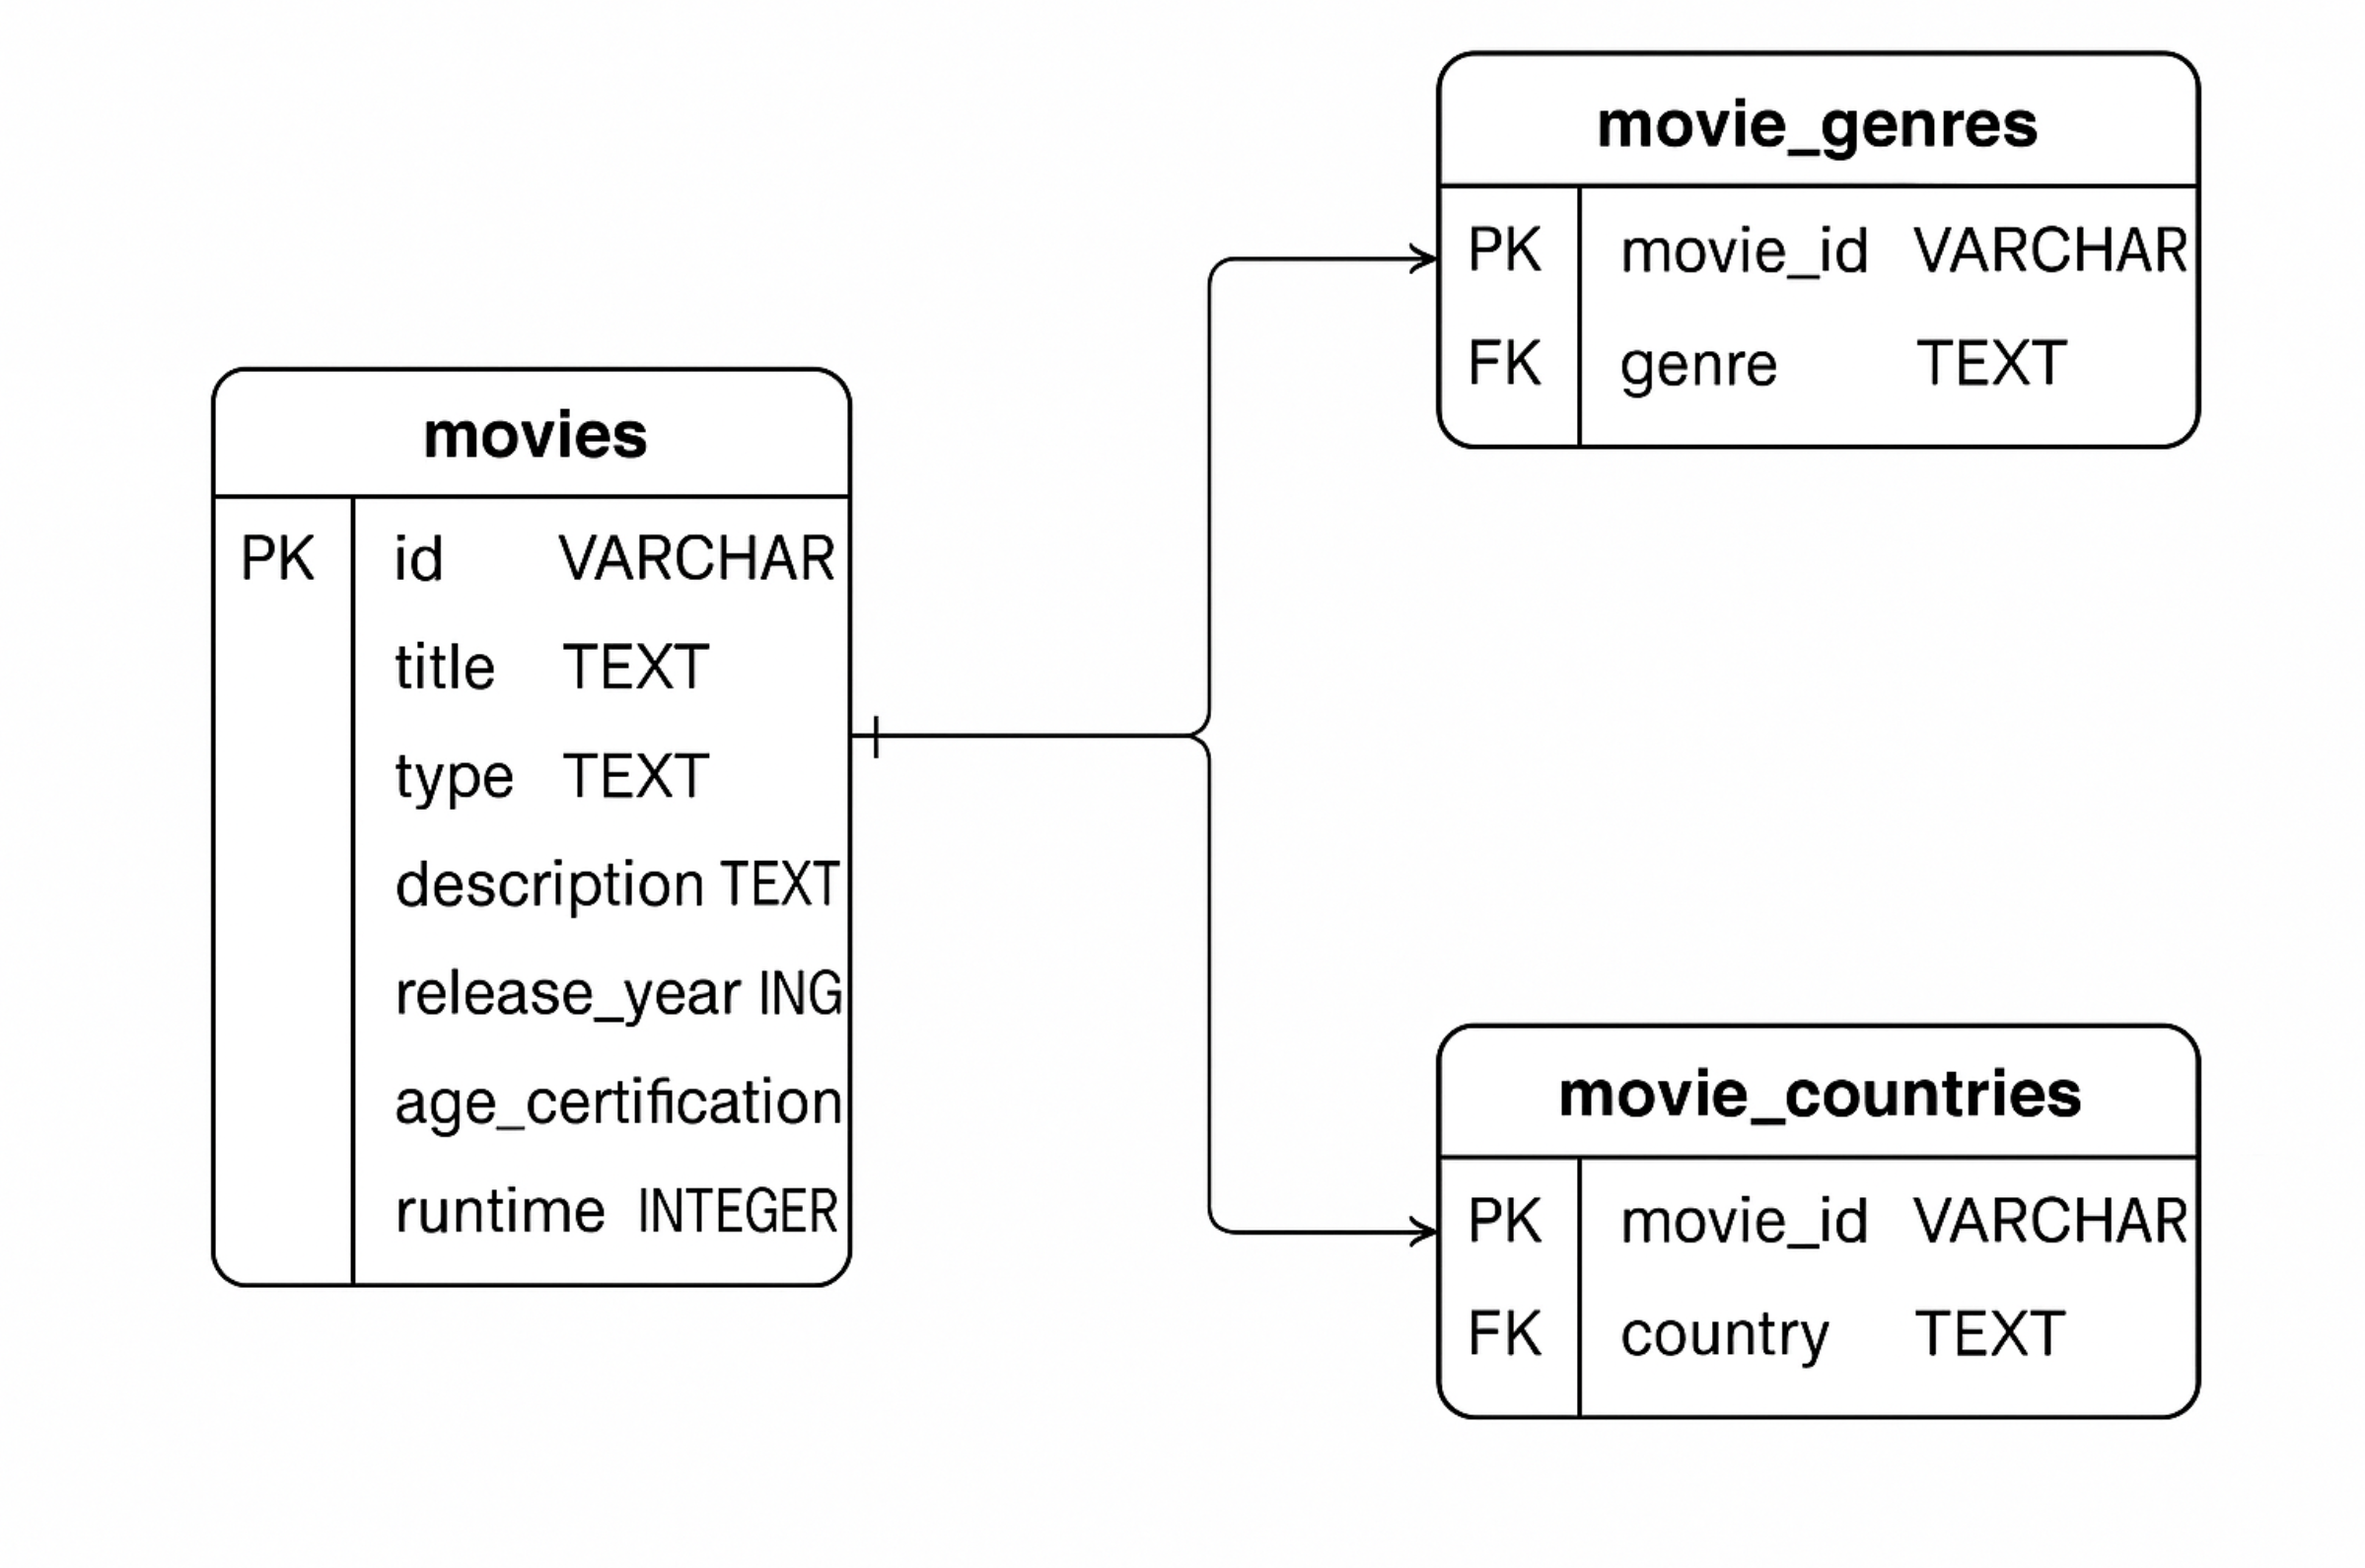 movies
PK id VARCHAR
title TEXT
type TEXT
description TEXT
release_year ING
age_certification
runtime INTEGER
movie_genres
PK movie_id VARCHAR
FK genre TEXT
movie_countries
PK movie_id VARCHAR
FK country TEXT